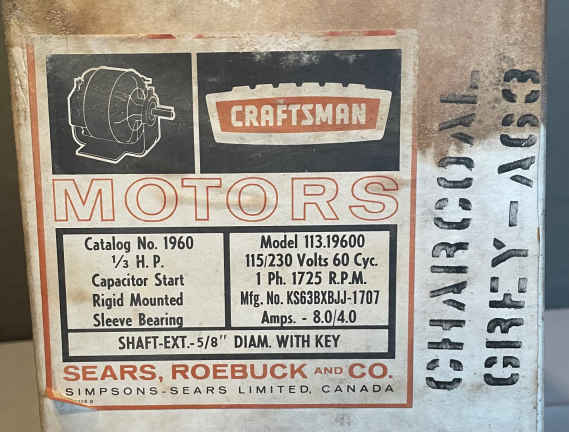 CRAFTSMAN
MOTORS
Catalog No. 1960
1/3 H. P.
Capacitor Start
Rigid Mounted
Sleeve Bearing
Model 113.19600
115/230 Volts 60 Cyc.
1 Ph. 1725 R.P.M.
Mfg. No. KS63BXBJJ-1707
Amps. - 8.0/4.0
SHAFT-EXT.-5/8" DIAM. WITH KEY
SEARS, ROEBUCK AND CO.
SIMPSONS-SEARS LIMITED, CANADA
CHARCOAL
GREY-A63